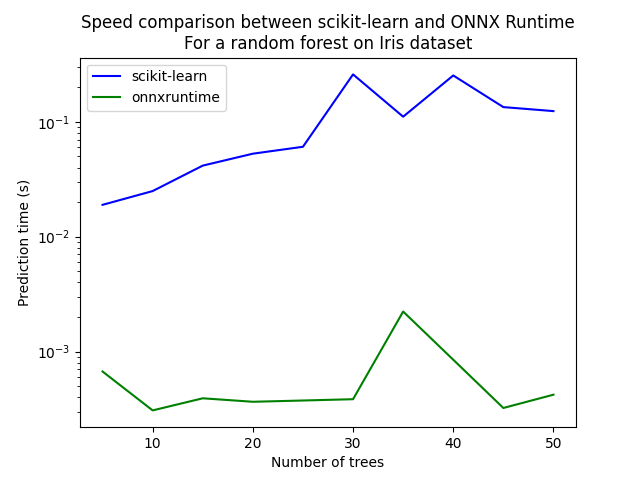 Speed comparison between scikit-learn and ONNX Runtime
For a random forest on Iris dataset
scikit-learn
onnxruntime
Prediction time (s)
10⁻¹
10⁻²
10⁻³
10 20 30 40 50
Number of trees